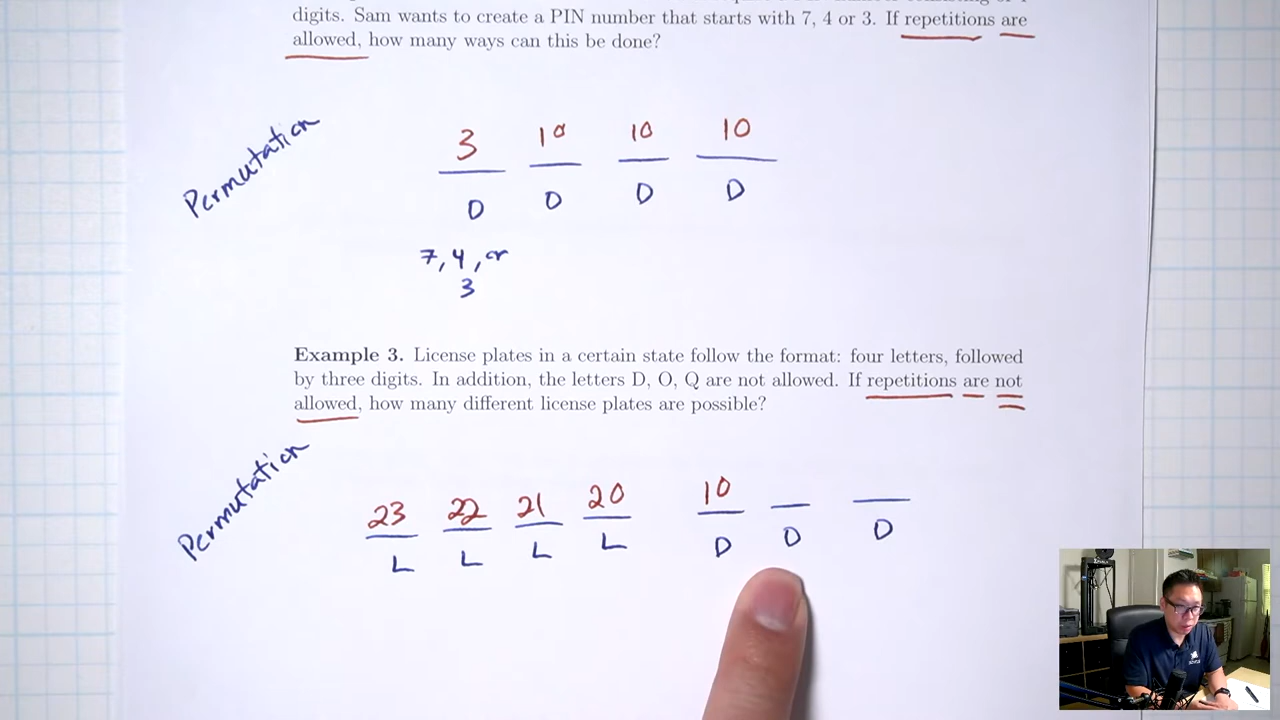 digits. Sam wants to create a PIN number that starts with 7, 4 or 3. If repetitions are
allowed, how many ways can this be done?
Permutation
3 10 10 10
D D D D
7, 4, or
3
Example 3. License plates in a certain state follow the format: four letters, followed
by three digits. In addition, the letters D, O, Q are not allowed. If repetitions are not
allowed, how many different license plates are possible?
Permutation
23 22 21 20 10
L L L L D D D